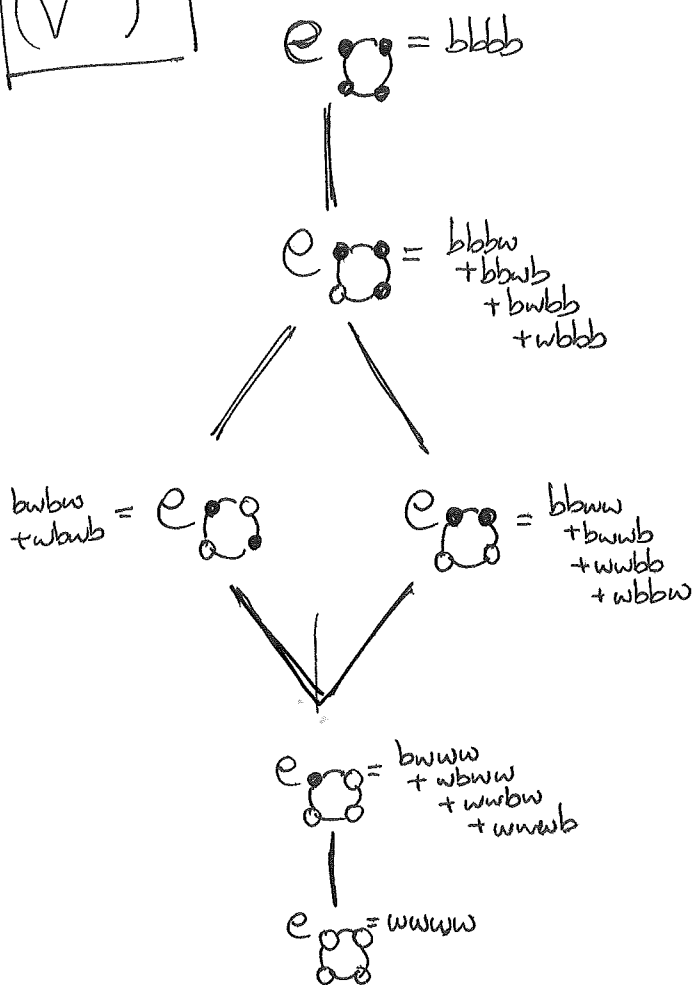 (V )
e = bbbb
e = bbbw
+bbwb
+bwbb
+wbbb
bwbw
+wbwb = e
e = bbww
+bwwb
+wwbb
+wbbw
e = bwww
+ wbww
+ wwbw
+ wwwb
e = wwww